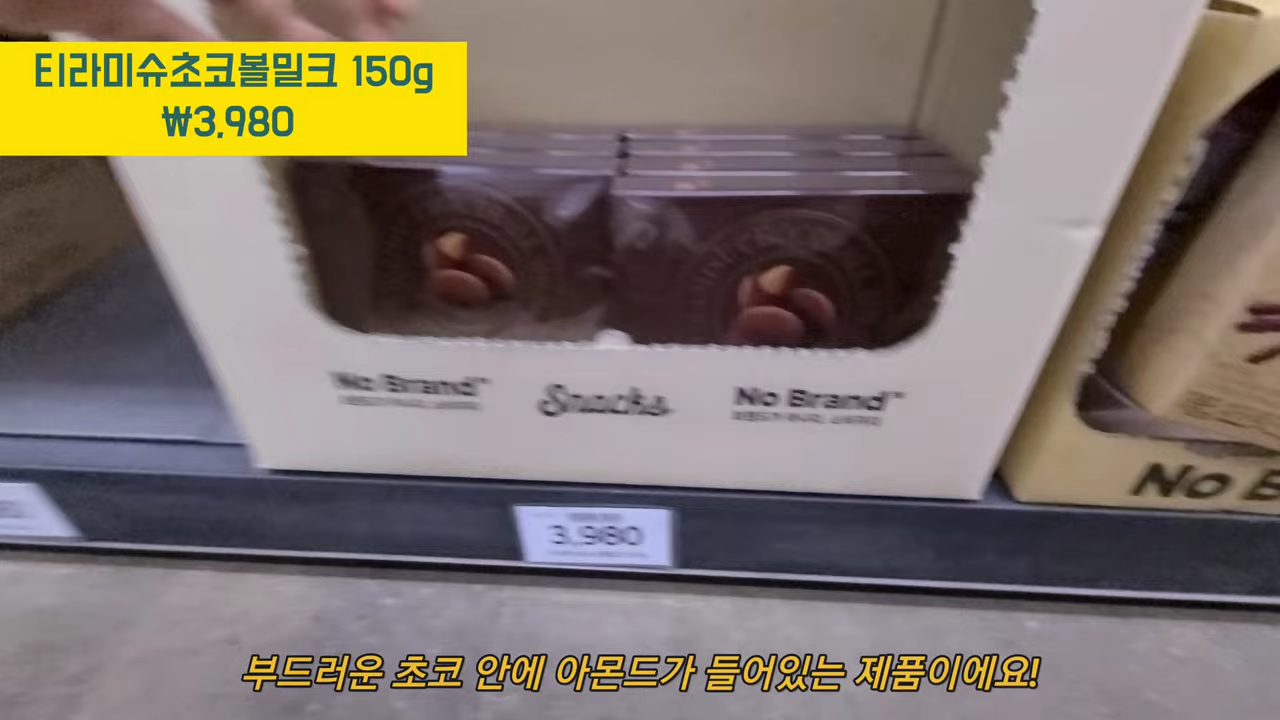 티라미슈초코볼밀크 150g
₩3,980
No Brand™
Snacks
No Brand™
3,980
No B
부드러운 초코 안에 아몬드가 들어있는 제품이에요!